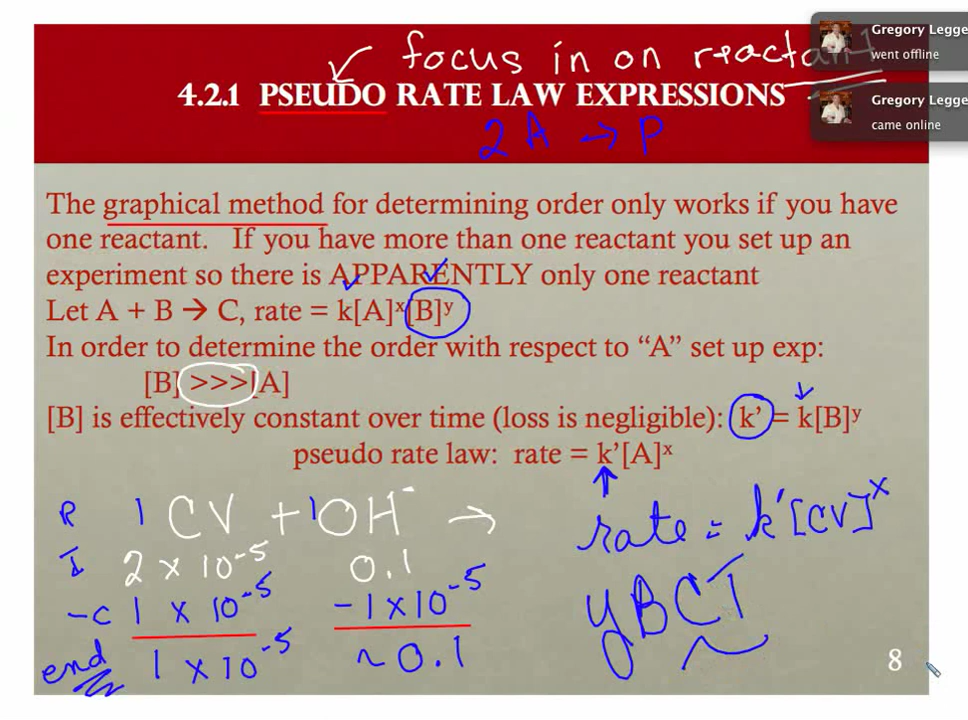 focus in on reactant
Gregory Legge
went offline
4.2.1 PSEUDO RATE LAW EXPRESSIONS
Gregory Legge
came online
2A → P
The graphical method for determining order only works if you have
one reactant. If you have more than one reactant you set up an
experiment so there is APPARENTLY only one reactant
Let A + B → C, rate = k[A]ˣ[B]ʸ
In order to determine the order with respect to “A” set up exp:
[B] >>>[A]
[B] is effectively constant over time (loss is negligible): k’ = k[B]ʸ
pseudo rate law: rate = k’[A]ˣ
R 1 CV + 1 OH⁻ →
rate = k'[CV]ˣ
I 2 x 10⁻⁵ 0.1
-C 1 x 10⁻⁵ -1x10⁻⁵
yBCT
end 1 x 10⁻⁵ ~0.1
8